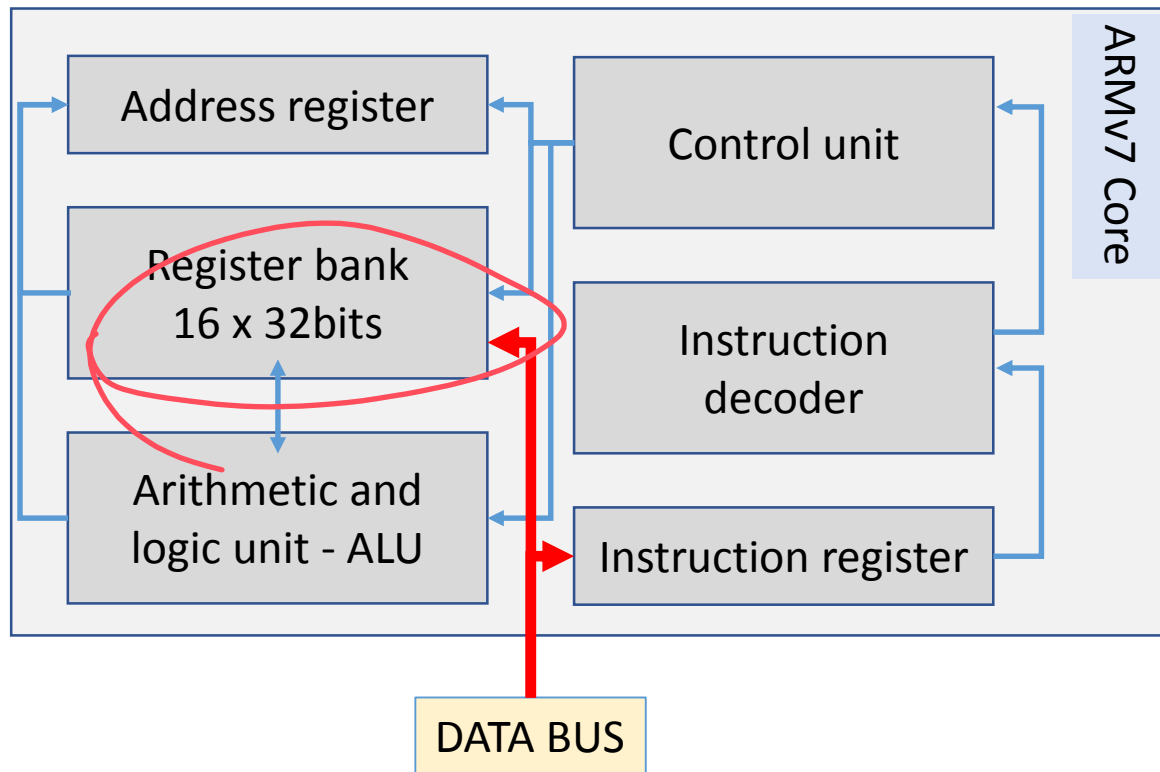 Address register
Control unit
ARMv7 Core
Register bank
16 x 32bits
Instruction
decoder
Arithmetic and
logic unit - ALU
Instruction register
DATA BUS